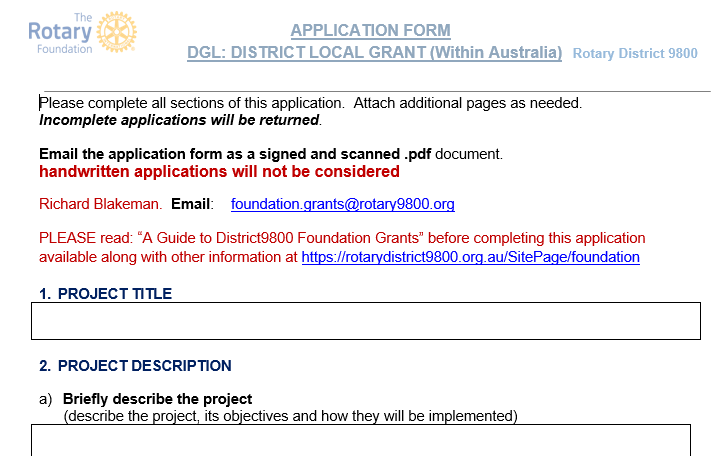 The
Rotary
Foundation
APPLICATION FORM
DGL: DISTRICT LOCAL GRANT (Within Australia) Rotary District 9800
Please complete all sections of this application. Attach additional pages as needed.
Incomplete applications will be returned.
Email the application form as a signed and scanned .pdf document.
handwritten applications will not be considered
Richard Blakeman. Email: foundation.grants@rotary9800.org
PLEASE read: “A Guide to District9800 Foundation Grants” before completing this application
available along with other information at https://rotarydistrict9800.org.au/SitePage/foundation
1. PROJECT TITLE
2. PROJECT DESCRIPTION
a) Briefly describe the project
(describe the project, its objectives and how they will be implemented)